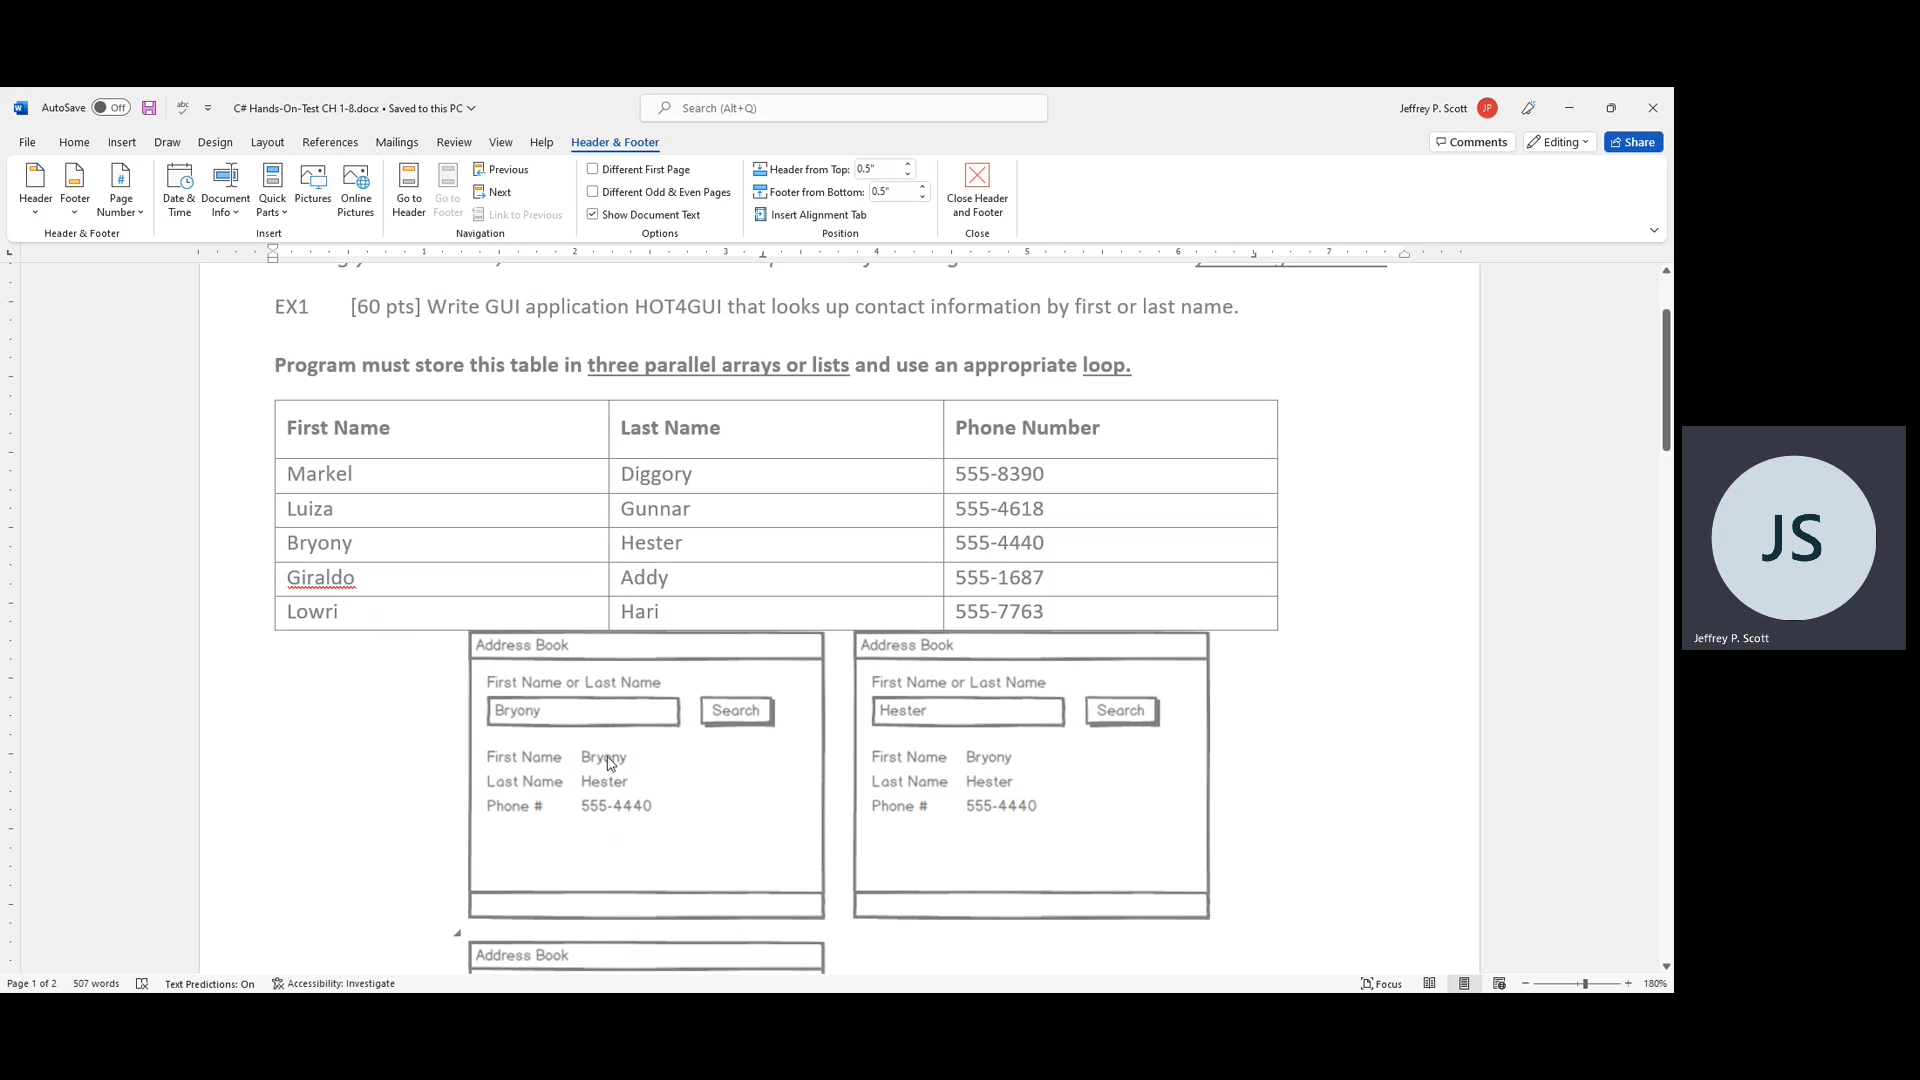 AutoSave Off C# Hands-On-Test CH 1-8.docx • Saved to this PC Search (Alt+Q) Jeffrey P. Scott JP
File Home Insert Draw Design Layout References Mailings Review View Help Header & Footer Comments Editing Share
Header Footer Page Number Date & Time Document Info Quick Parts Pictures Online Pictures Go to Header Go to Footer
Previous
Next
Link to Previous
Different First Page
Different Odd & Even Pages
Show Document Text
Header from Top: 0.5"
Footer from Bottom: 0.5"
Insert Alignment Tab
Close Header and Footer
Header & Footer Insert Navigation Options Position Close
1 2 3 4 5 6 7
EX1 [60 pts] Write GUI application HOT4GUI that looks up contact information by first or last name.
Program must store this table in three parallel arrays or lists and use an appropriate loop.
First Name Last Name Phone Number
Markel Diggory 555-8390
Luiza Gunnar 555-4618
Bryony Hester 555-4440
Giraldo Addy 555-1687
Lowri Hari 555-7763
Address Book
First Name or Last Name
Bryony Search
First Name Bryony
Last Name Hester
Phone # 555-4440
Address Book
First Name or Last Name
Hester Search
First Name Bryony
Last Name Hester
Phone # 555-4440
Address Book
Page 1 of 2 507 words Text Predictions: On Accessibility: Investigate Focus 180%
JS
Jeffrey P. Scott